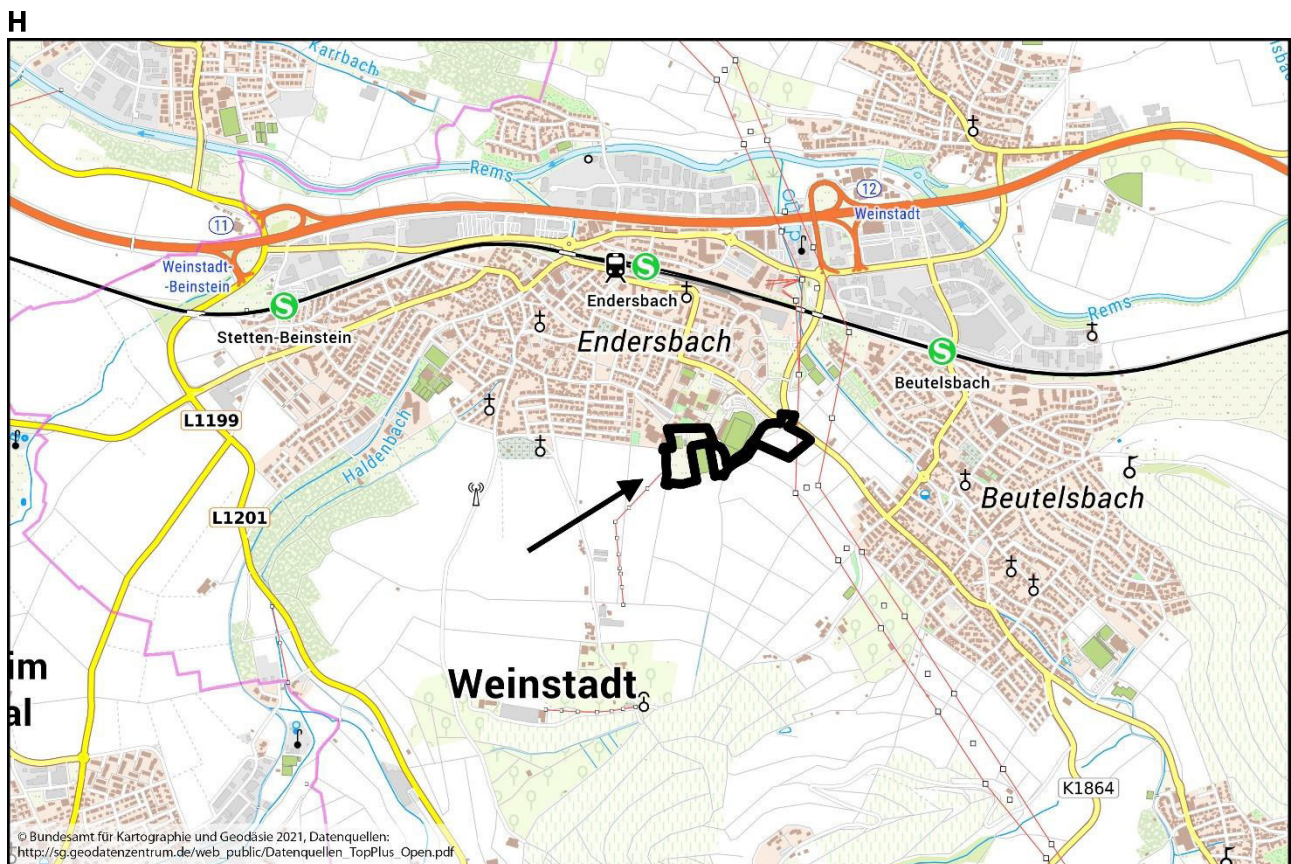 H
Karrbach
Rems
12
Weinstadt
11
Weinstadt-
-Beinstein
S
Endersbach
Rems
S
Stetten-Beinstein
Endersbach
S
Beutelsbach
L1199
Haldenbach
Beutelsbach
L1201
im
al
Weinstadt
K1864
© Bundesamt für Kartographie und Geodäsie 2021, Datenquellen:
http://sg.geodatenzentrum.de/web_public/Datenquellen_TopPlus_Open.pdf